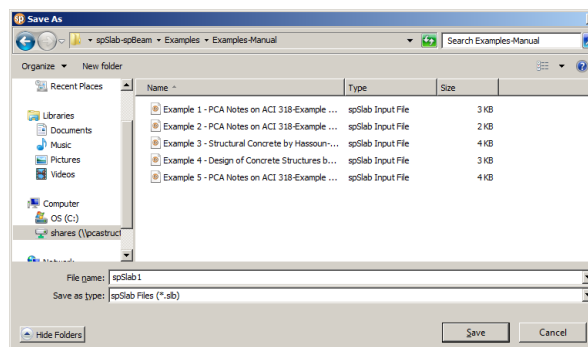 Save As
spSlab-spBeam Examples Examples-Manual Search Examples-Manual
Organize New folder
Recent Places
Libraries
Documents
Music
Pictures
Videos
Computer
OS (C:)
shares (\\pcastruct
Name Type Size
Example 1 - PCA Notes on ACI 318-Example ... spSlab Input File 3 KB
Example 2 - PCA Notes on ACI 318-Example ... spSlab Input File 2 KB
Example 3 - Structural Concrete by Hassoun-... spSlab Input File 4 KB
Example 4 - Design of Concrete Structures b... spSlab Input File 3 KB
Example 5 - PCA Notes on ACI 318-Example ... spSlab Input File 4 KB
File name: spSlab1
Save as type: spSlab Files (*.slb)
Hide Folders Save Cancel